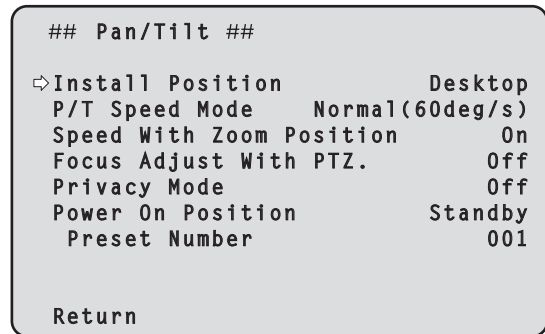 ## Pan/Tilt ##
⇨Install Position Desktop
P/T Speed Mode Normal(60deg/s)
Speed With Zoom Position On
Focus Adjust With PTZ. Off
Privacy Mode Off
Power On Position Standby
Preset Number 001
Return